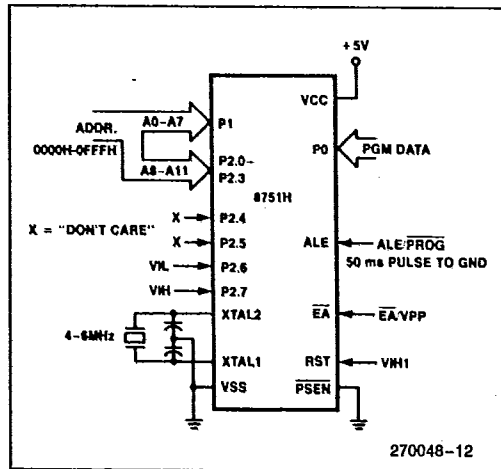 +5V
VCC
A0-A7
P1
ADDR.
0000H-0FFFH
P0
PGM DATA
P2.0-
P2.3
A8-A11
8751H
X
P2.4
X = "DON'T CARE"
X
P2.5
ALE
ALE/PROG
50 ms PULSE TO GND
VIL
P2.6
VIH
P2.7
XTAL2
EA
EA/VPP
4-6MHz
XTAL1
RST
VIH1
VSS
PSEN
270048-12